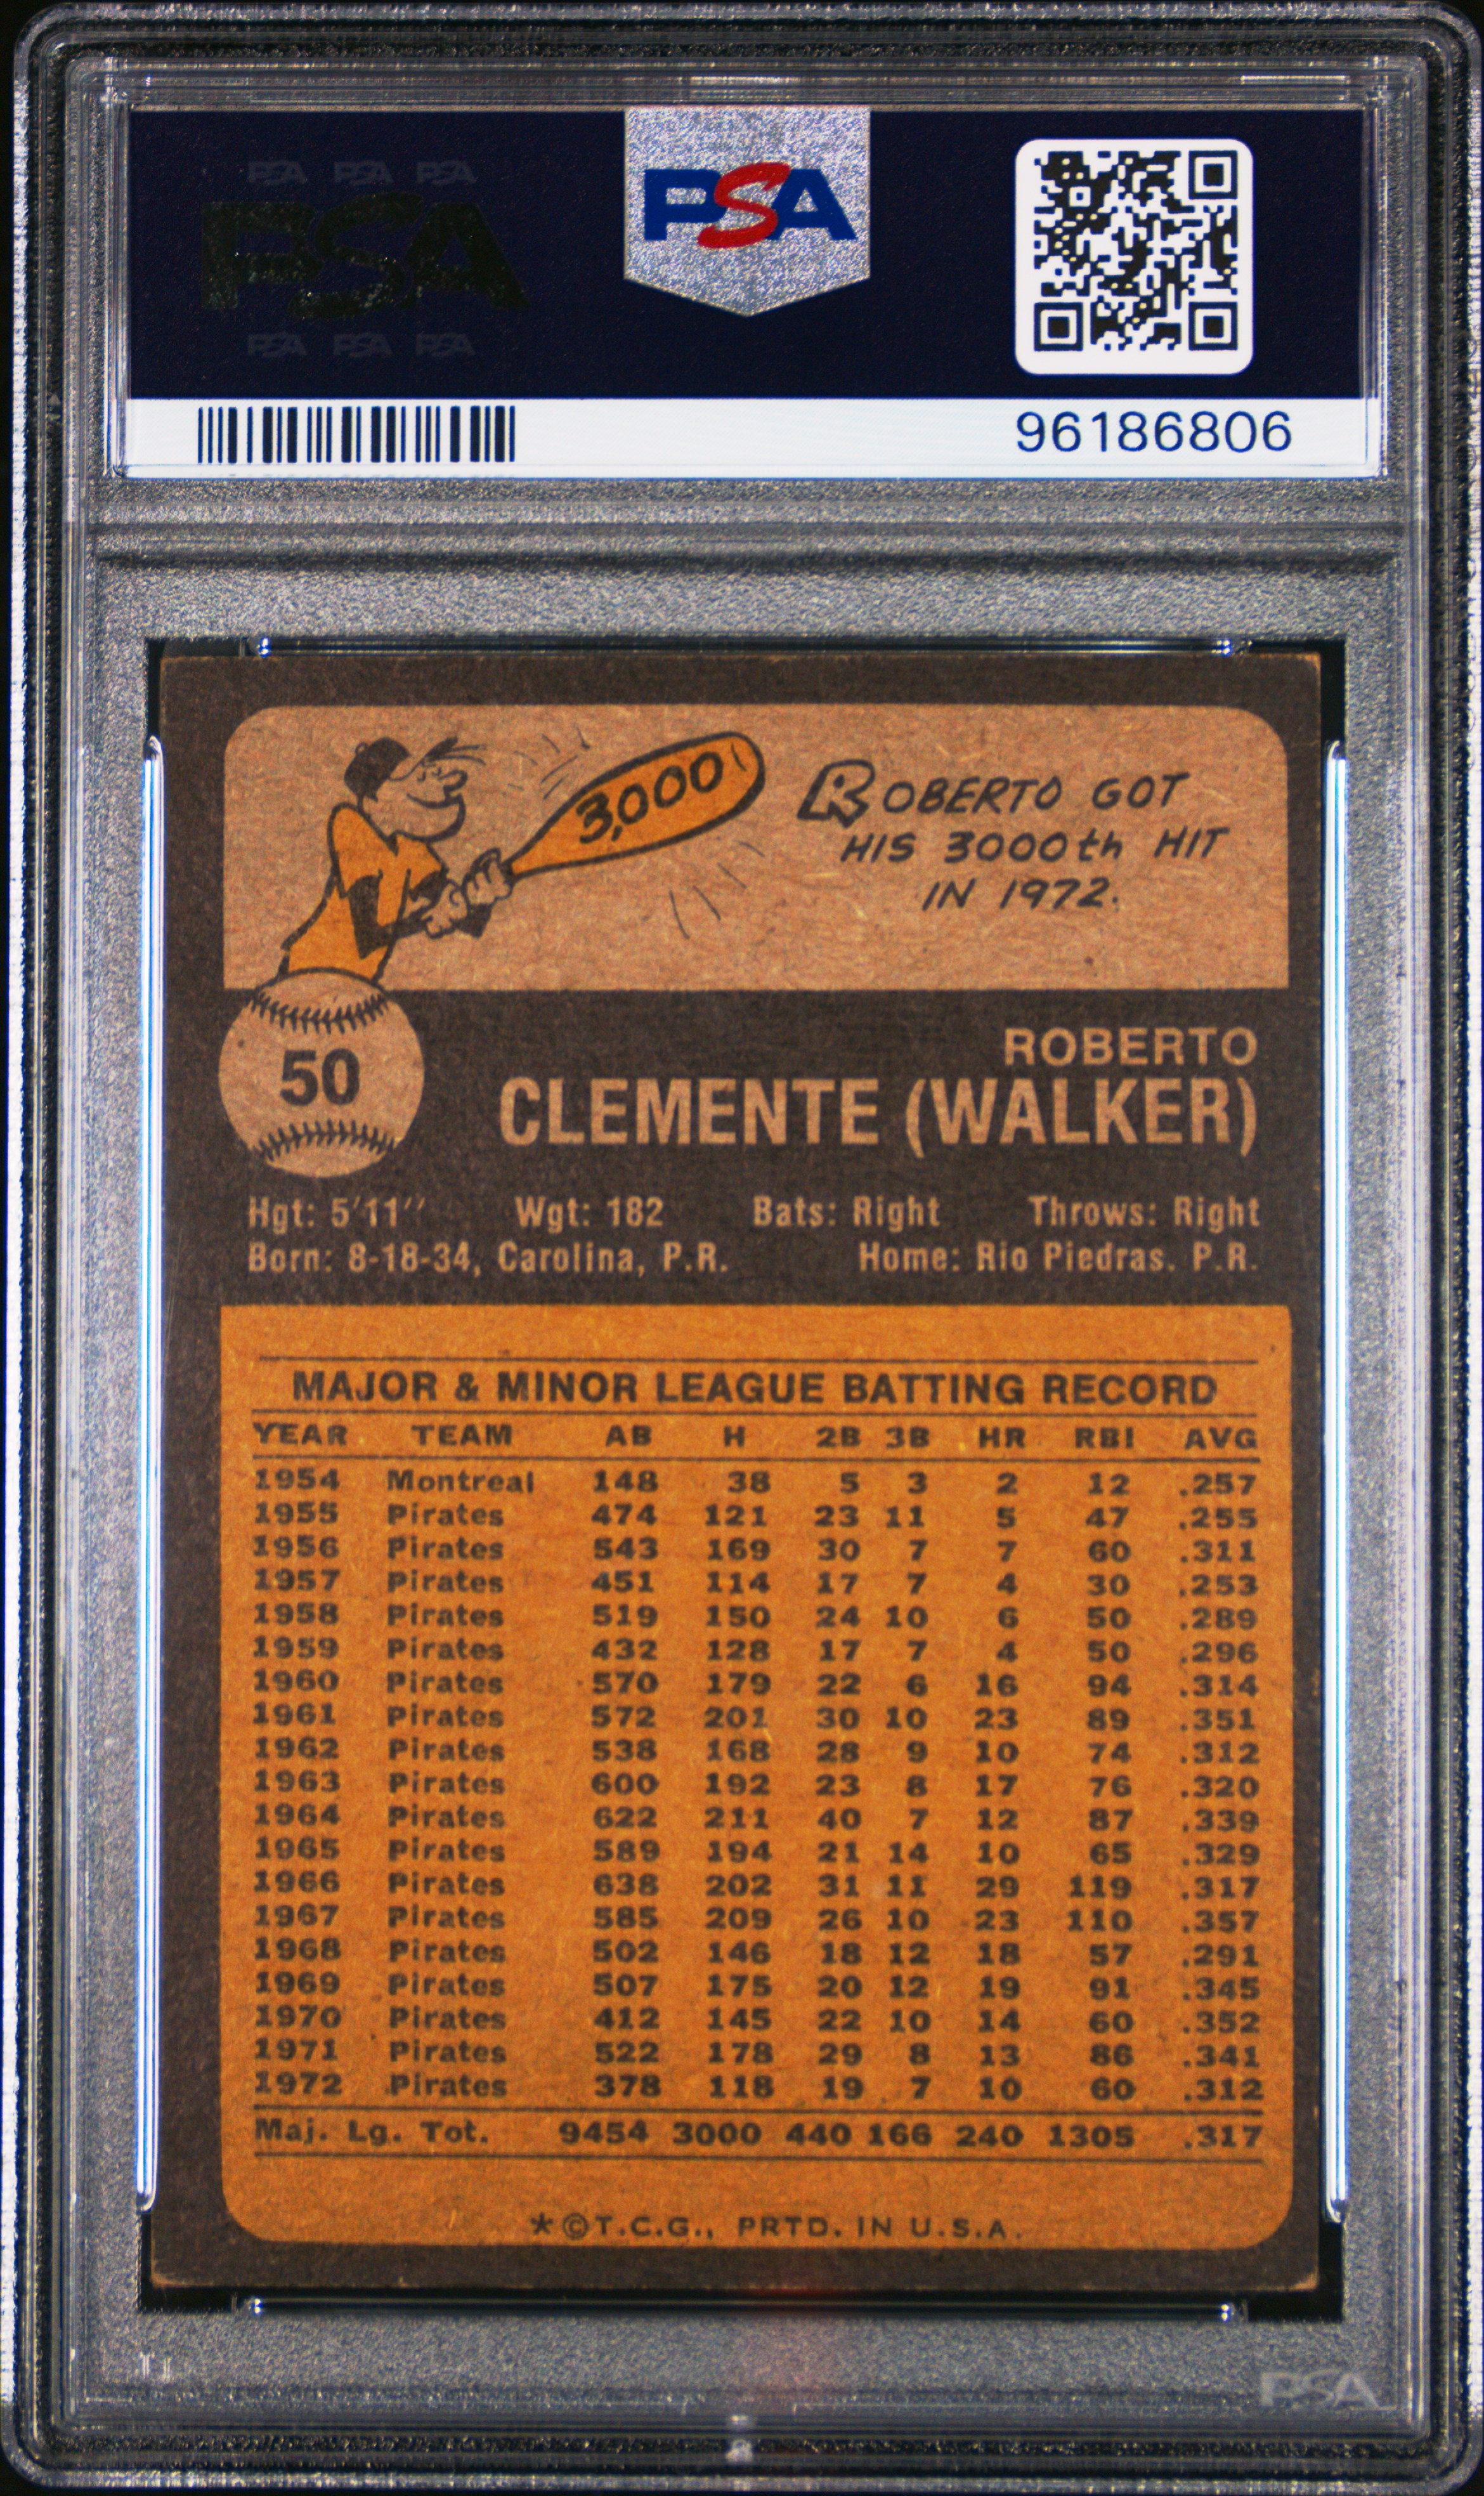 PSA PSA PSA
PSA
PSA PSA PSA
PSA
96186806
3,000
ROBERTO GOT
HIS 3000th HIT
IN 1972.
50
ROBERTO
CLEMENTE (WALKER)
Hgt: 5'11" Wgt: 182 Bats: Right Throws: Right
Born: 8-18-34, Carolina, P.R. Home: Rio Piedras. P.R.
MAJOR & MINOR LEAGUE BATTING RECORD
YEAR TEAM AB H 2B 3B HR RBI AVG
1954 Montreal 148 38 5 3 2 12 .257
1955 Pirates 474 121 23 11 5 47 .255
1956 Pirates 543 169 30 7 7 60 .311
1957 Pirates 451 114 17 7 4 30 .253
1958 Pirates 519 150 24 10 6 50 .289
1959 Pirates 432 128 17 7 4 50 .296
1960 Pirates 570 179 22 6 16 94 .314
1961 Pirates 572 201 30 10 23 89 .351
1962 Pirates 538 168 28 9 10 74 .312
1963 Pirates 600 192 23 8 17 76 .320
1964 Pirates 622 211 40 7 12 87 .339
1965 Pirates 589 194 21 14 10 65 .329
1966 Pirates 638 202 31 11 29 119 .317
1967 Pirates 585 209 26 10 23 110 .357
1968 Pirates 502 146 18 12 18 57 .291
1969 Pirates 507 175 20 12 19 91 .345
1970 Pirates 412 145 22 10 14 60 .352
1971 Pirates 522 178 29 8 13 86 .341
1972 Pirates 378 118 19 7 10 60 .312
Maj. Lg. Tot. 9454 3000 440 166 240 1305 .317
*©T.C.G., PRTD. IN U.S.A.
PSA